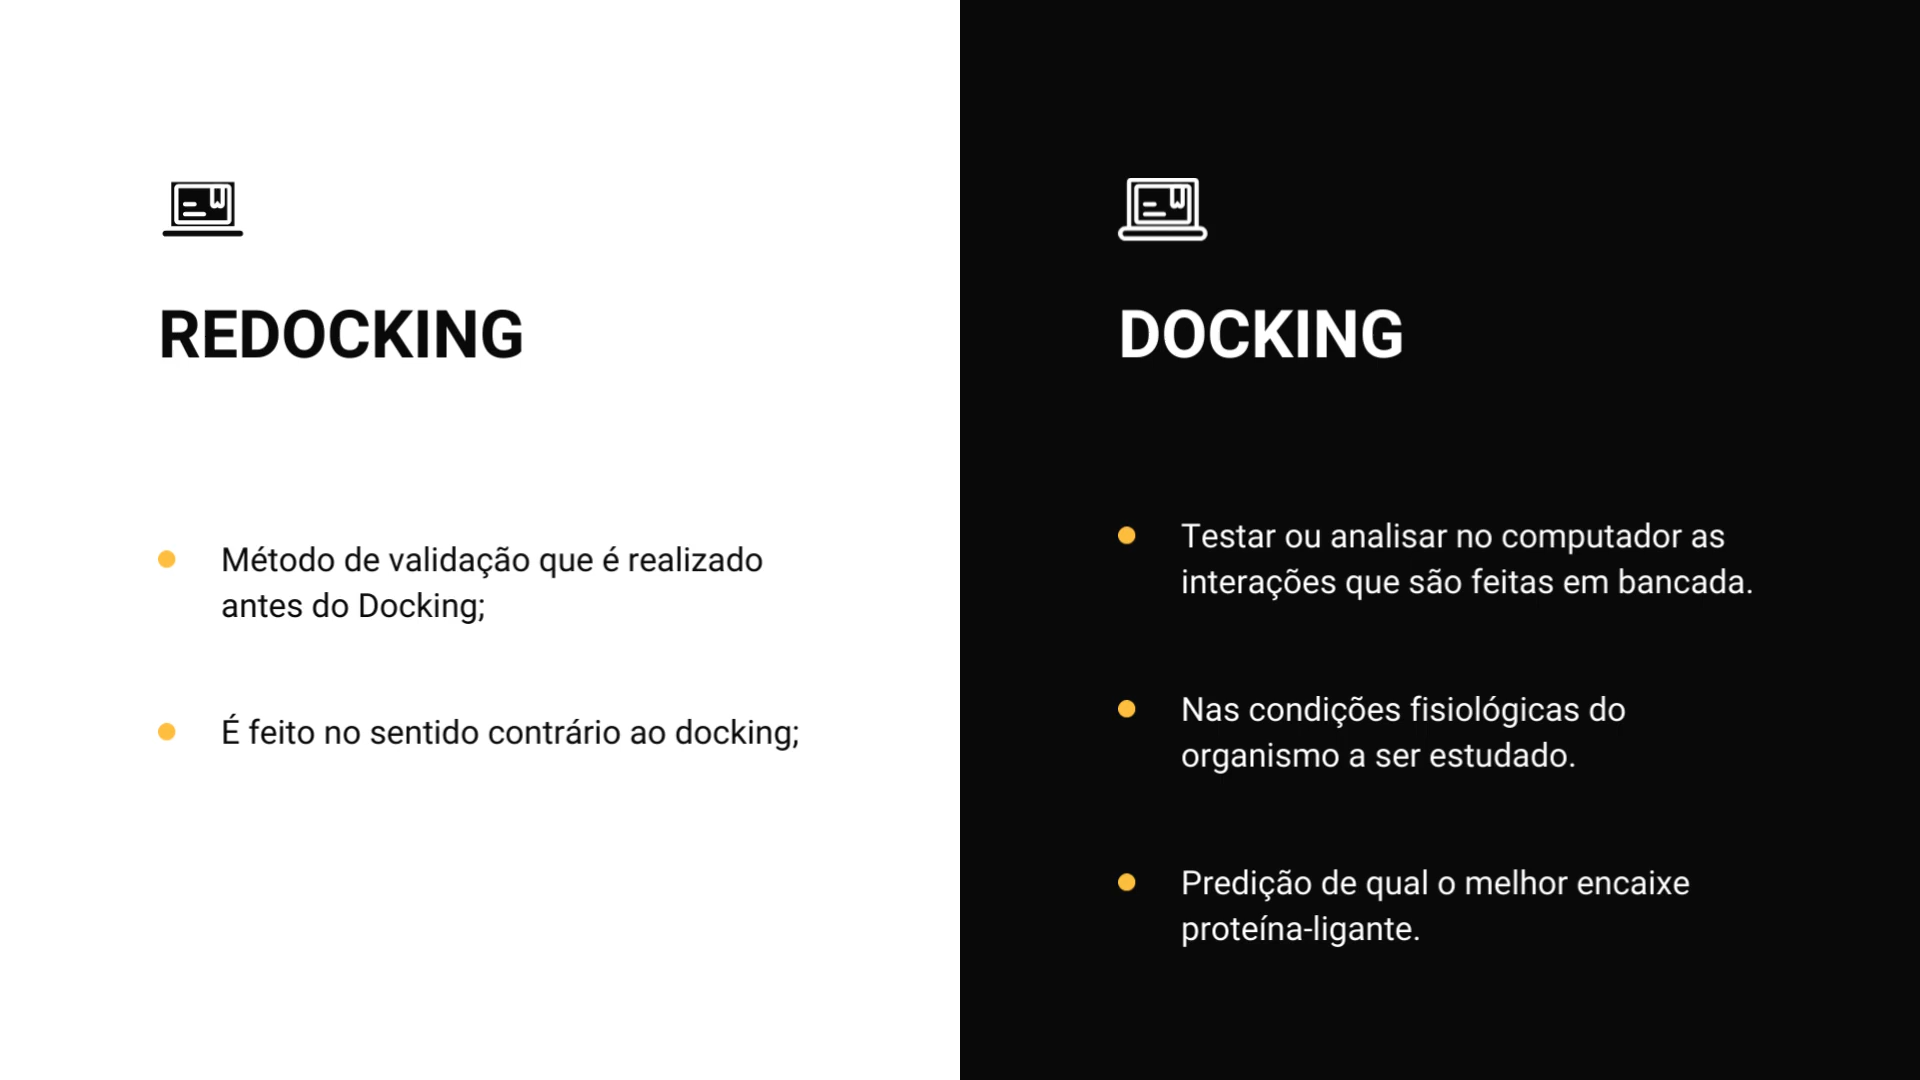 REDOCKING
Método de validação que é realizado
antes do Docking;
É feito no sentido contrário ao docking;
DOCKING
Testar ou analisar no computador as
interações que são feitas em bancada.
Nas condições fisiológicas do
organismo a ser estudado.
Predição de qual o melhor encaixe
proteína-ligante.